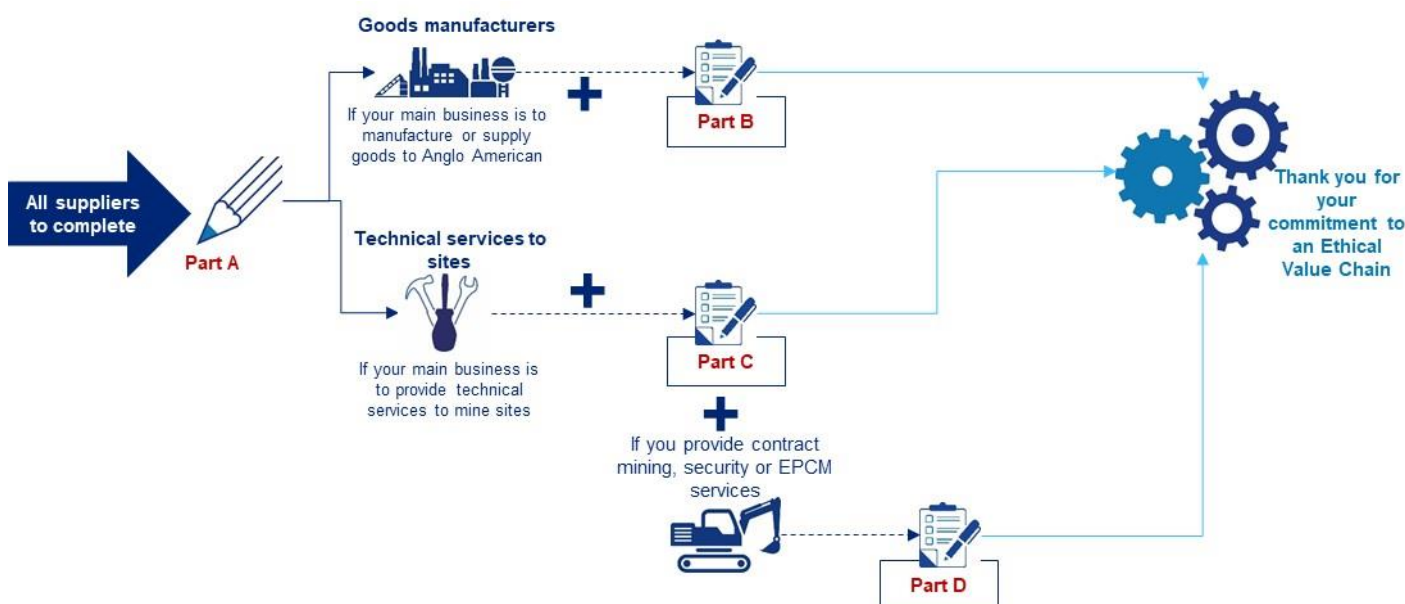 Goods manufacturers
If your main business is to
manufacture or supply
goods to Anglo American
Part B
All suppliers
to complete
Part A
Thank you for
your
commitment to
an Ethical
Value Chain
Technical services to
sites
If your main business is
to provide technical
services to mine sites
Part C
If you provide contract
mining, security or EPCM
services
Part D